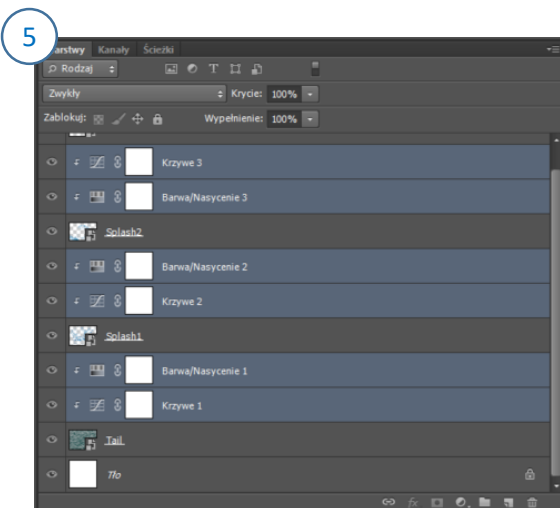 5
arstwy Kanały Ścieżki
Rodzaj
Zwykły Krycie: 100%
Zablokuj: Wypełnienie: 100%
Krzywe 3
Barwa/Nasycenie 3
Splash2
Barwa/Nasycenie 2
Krzywe 2
Splash1
Barwa/Nasycenie 1
Krzywe 1
Tail
Tło
fx